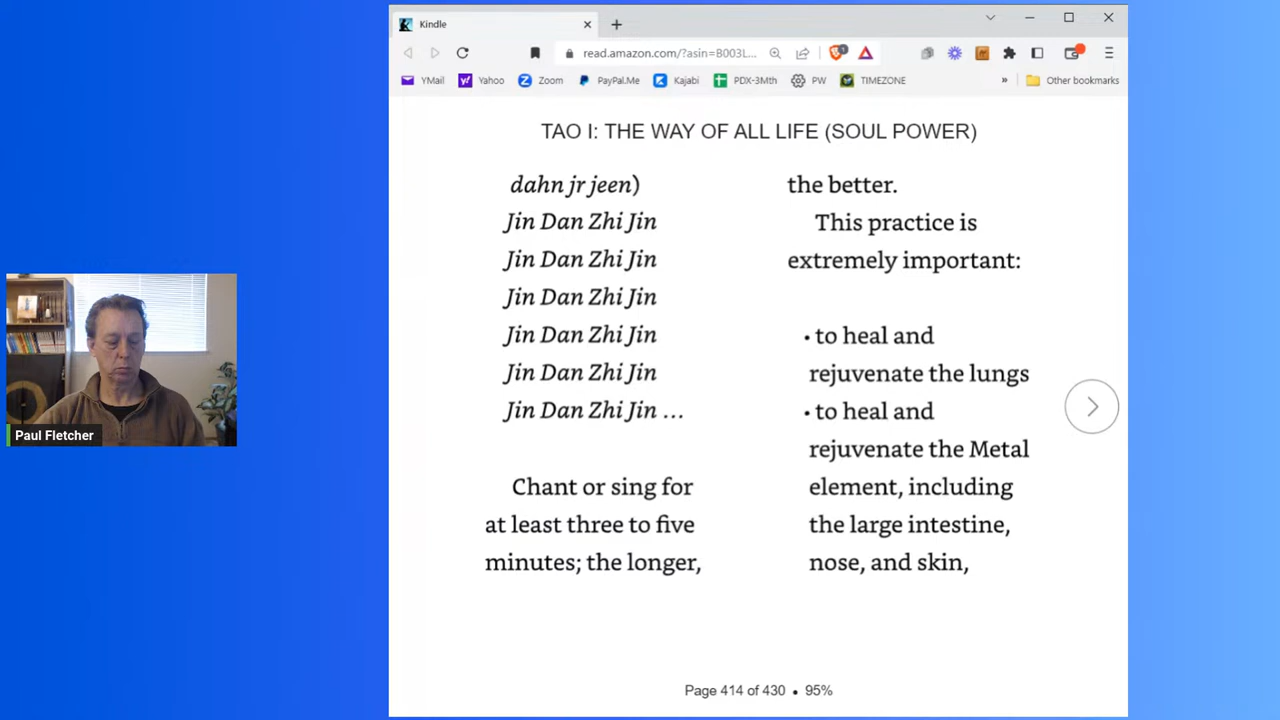 Kindle
read.amazon.com/?asin=B003L...
1
YMail
Yahoo
Zoom
PayPal.Me
Kajabi
PDX-3Mth
PW
TIMEZONE
»
Other bookmarks
TAO I: THE WAY OF ALL LIFE (SOUL POWER)
dahn jr jeen)
Jin Dan Zhi Jin
Jin Dan Zhi Jin
Jin Dan Zhi Jin
Jin Dan Zhi Jin
Jin Dan Zhi Jin
Jin Dan Zhi Jin …
Chant or sing for
at least three to five
minutes; the longer,
the better.
This practice is
extremely important:
• to heal and
rejuvenate the lungs
• to heal and
rejuvenate the Metal
element, including
the large intestine,
nose, and skin,
Page 414 of 430 • 95%
Paul Fletcher